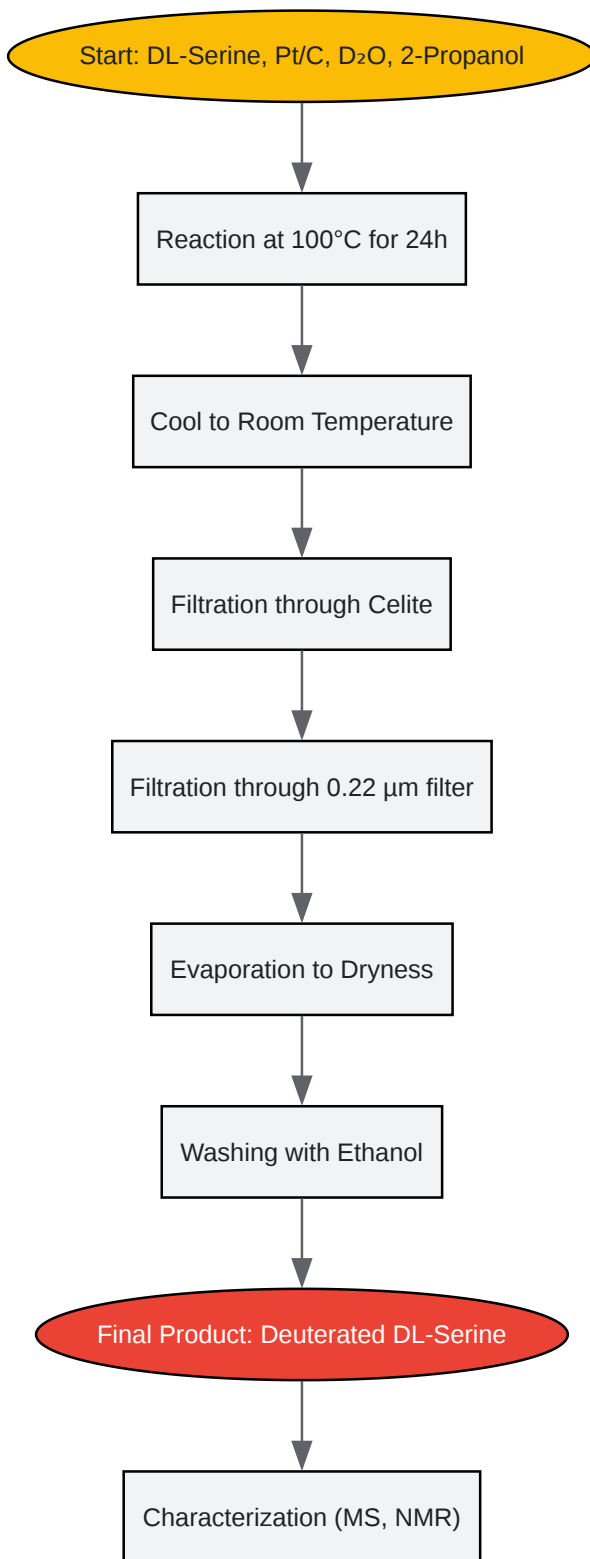 Start: DL-Serine, Pt/C, D₂O, 2-Propanol
Reaction at 100°C for 24h
Cool to Room Temperature
Filtration through Celite
Filtration through 0.22 µm filter
Evaporation to Dryness
Washing with Ethanol
Final Product: Deuterated DL-Serine
Characterization (MS, NMR)